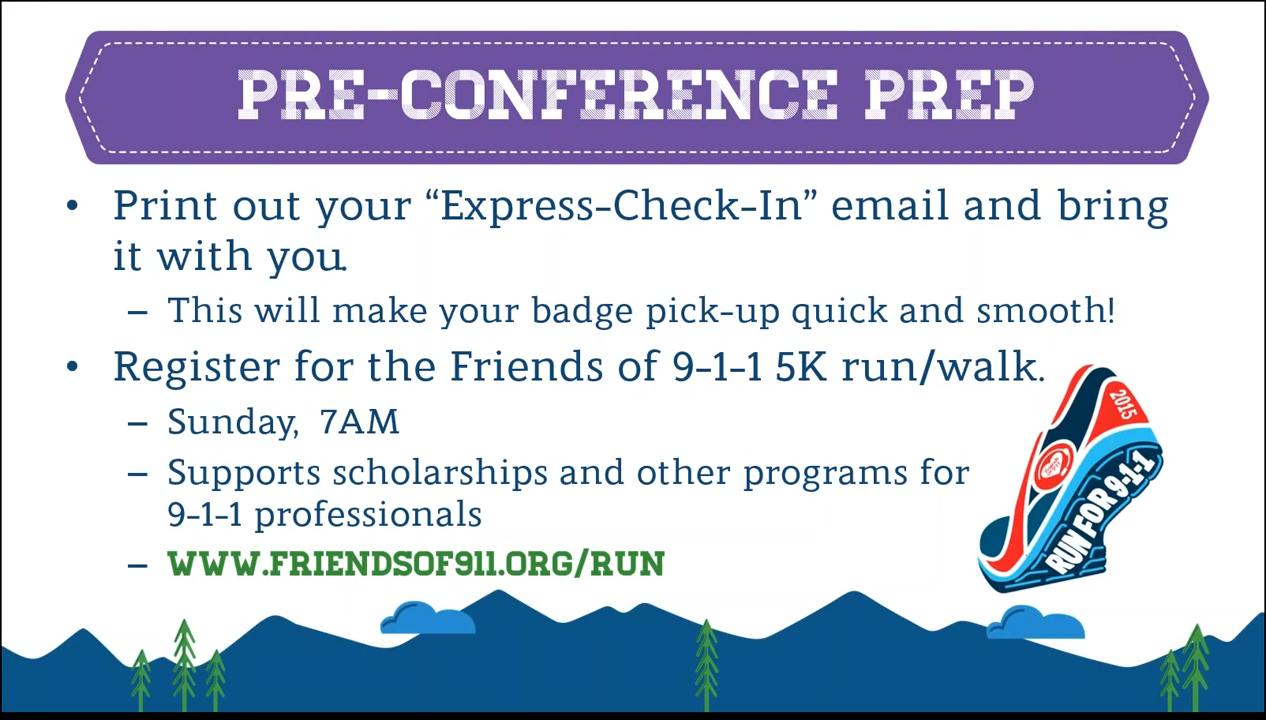 PRE-CONFERENCE PREP
• Print out your “Express-Check-In” email and bring
it with you.
– This will make your badge pick-up quick and smooth!
• Register for the Friends of 9-1-1 5K run/walk.
– Sunday, 7AM
– Supports scholarships and other programs for
9-1-1 professionals
– WWW.FRIENDSOF911.ORG/RUN
2015
RUN FOR 9-1-1